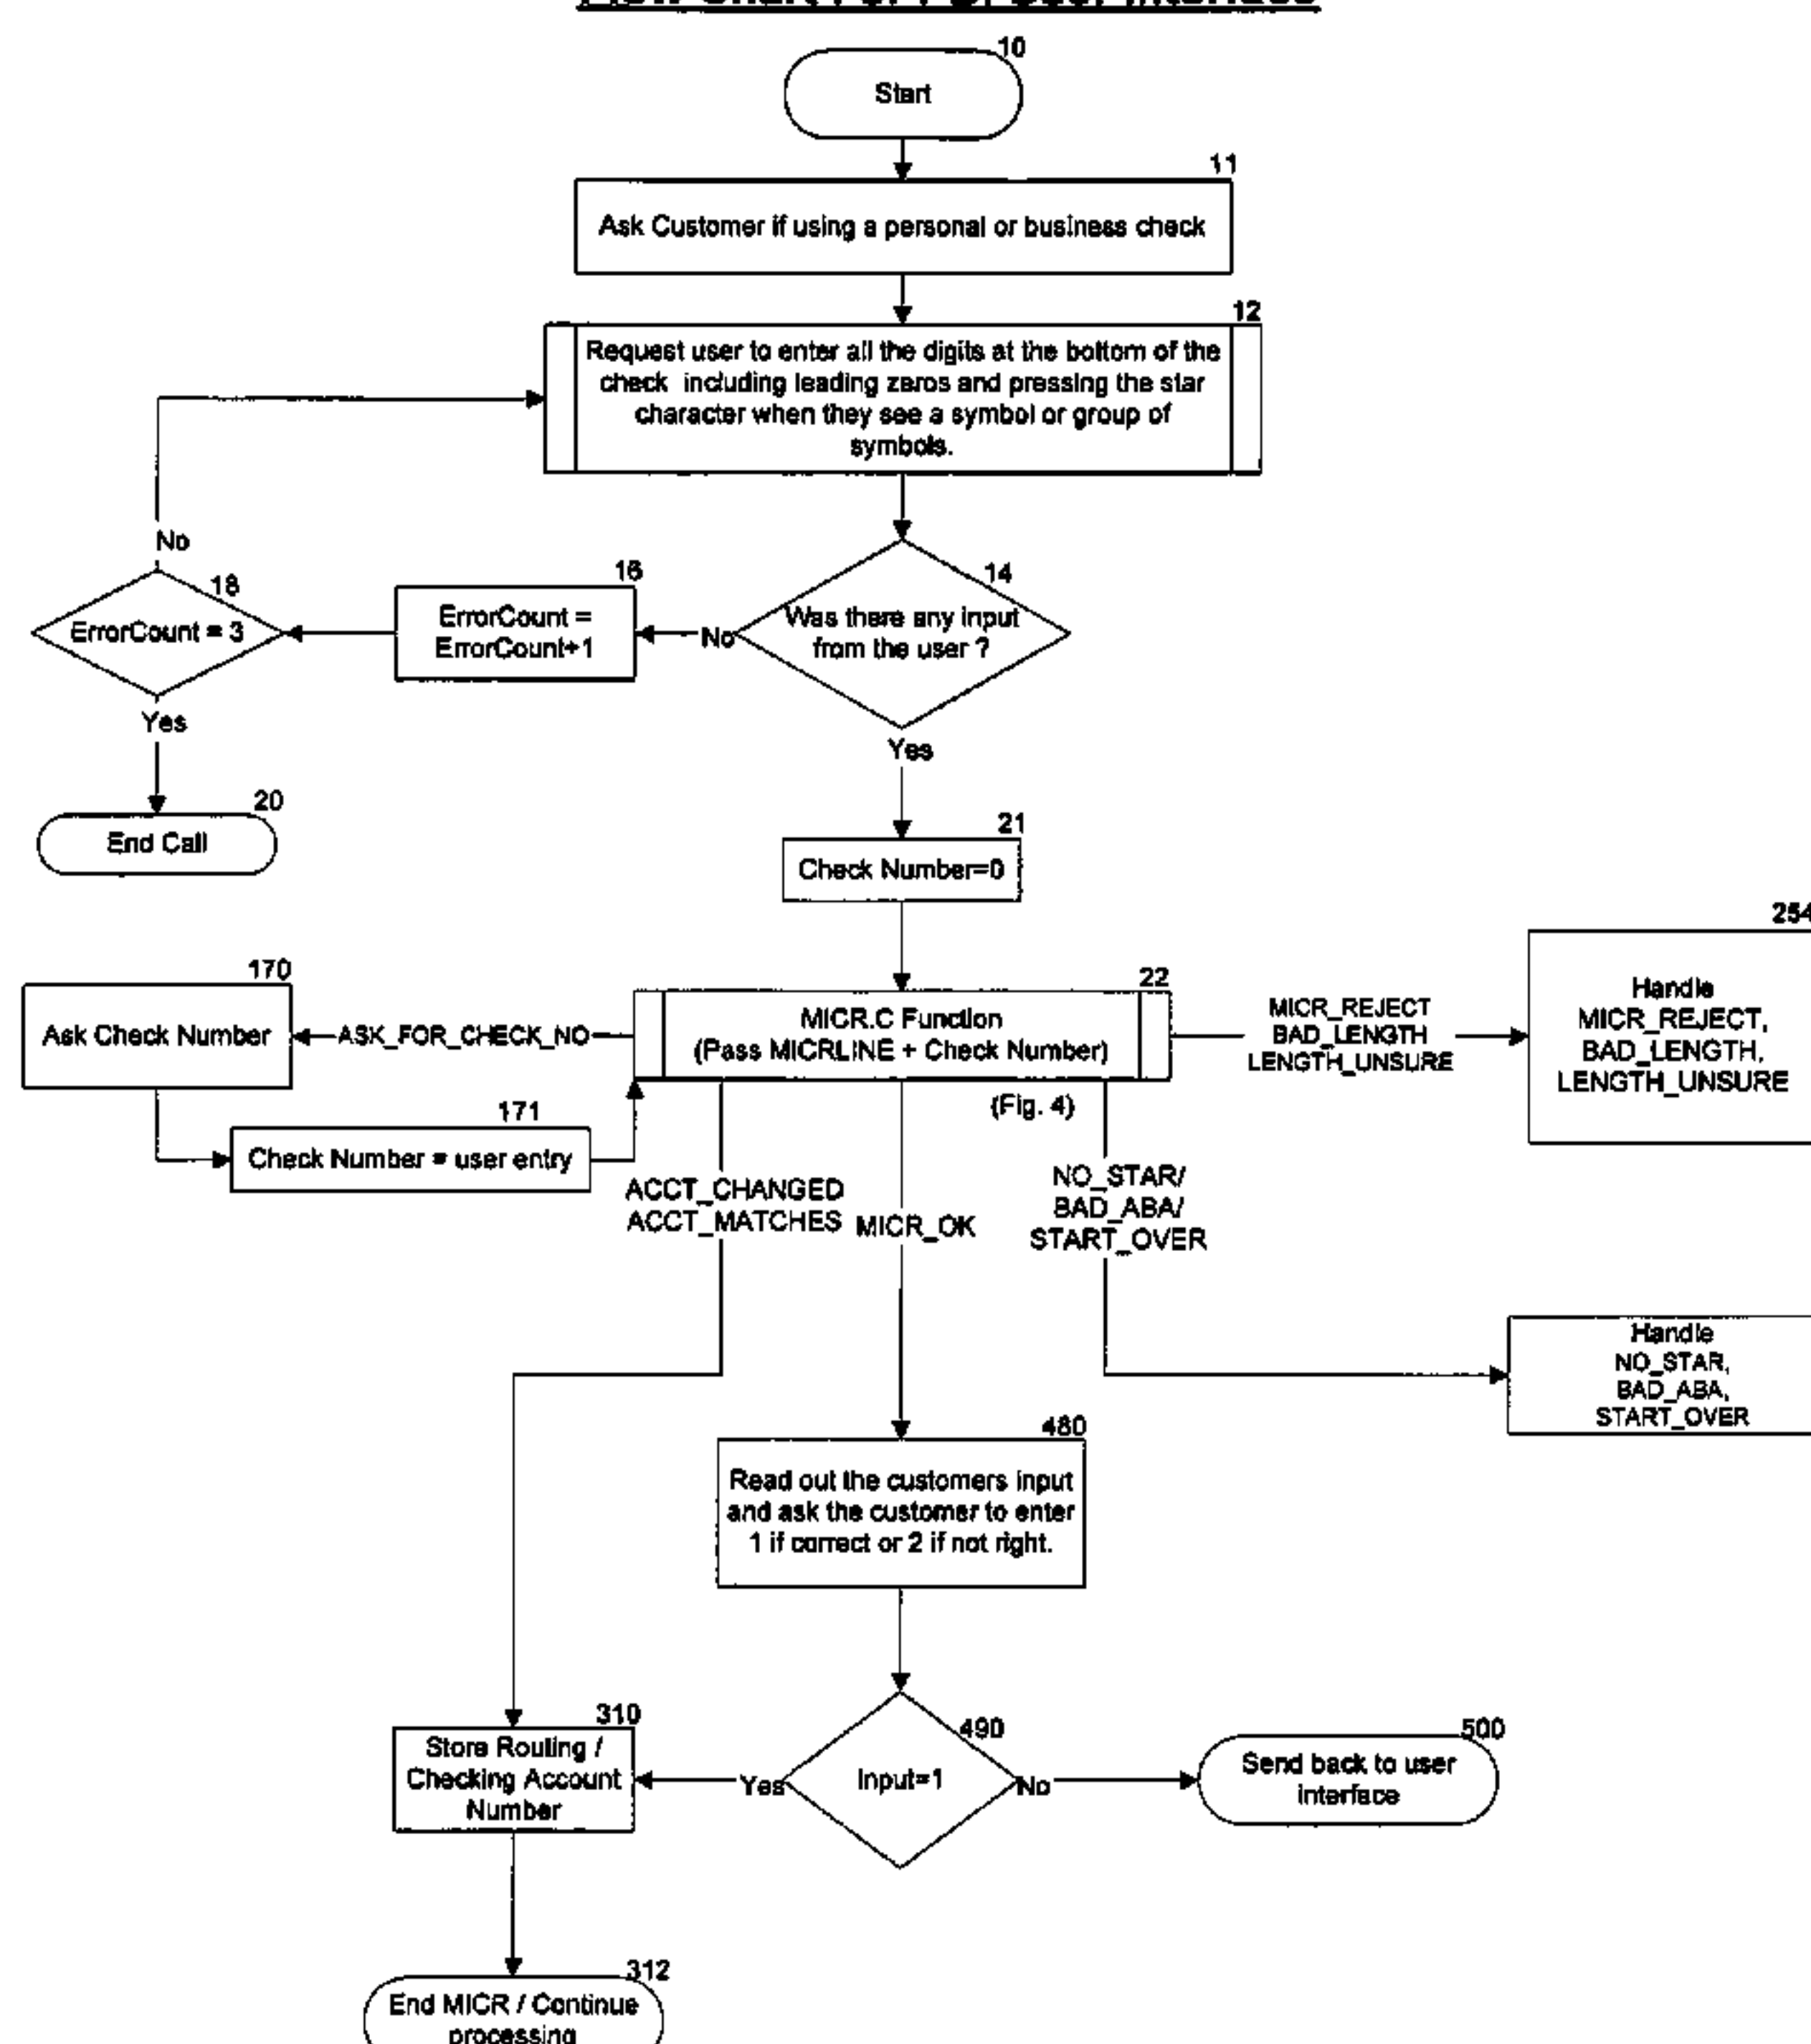 10
Start
11
Ask Customer if using a personal or business check
12
Request user to enter all the digits at the bottom of the
check including leading zeros and pressing the star
character when they see a symbol or group of
symbols.
No
18
ErrorCount = 3
16
ErrorCount =
ErrorCount+1
No
14
Was there any input
from the user ?
Yes
20
End Call
Yes
21
Check Number=0
254
170
Ask Check Number
ASK_FOR_CHECK_NO
22
MICR.C Function
(Pass MICRLINE + Check Number)
MICR_REJECT
BAD_LENGTH
LENGTH_UNSURE
Handle
MICR_REJECT,
BAD_LENGTH,
LENGTH_UNSURE
(Fig. 4)
171
Check Number = user entry
ACCT_CHANGED
ACCT_MATCHES
MICR_OK
NO_STAR/
BAD_ABA/
START_OVER
Handle
NO_STAR,
BAD_ABA,
START_OVER
480
Read out the customers input
and ask the customer to enter
1 if correct or 2 if not right.
310
Store Routing /
Checking Account
Number
Yes
490
Input=1
No
500
Send back to user
interface
312
End MICR / Continue
processing